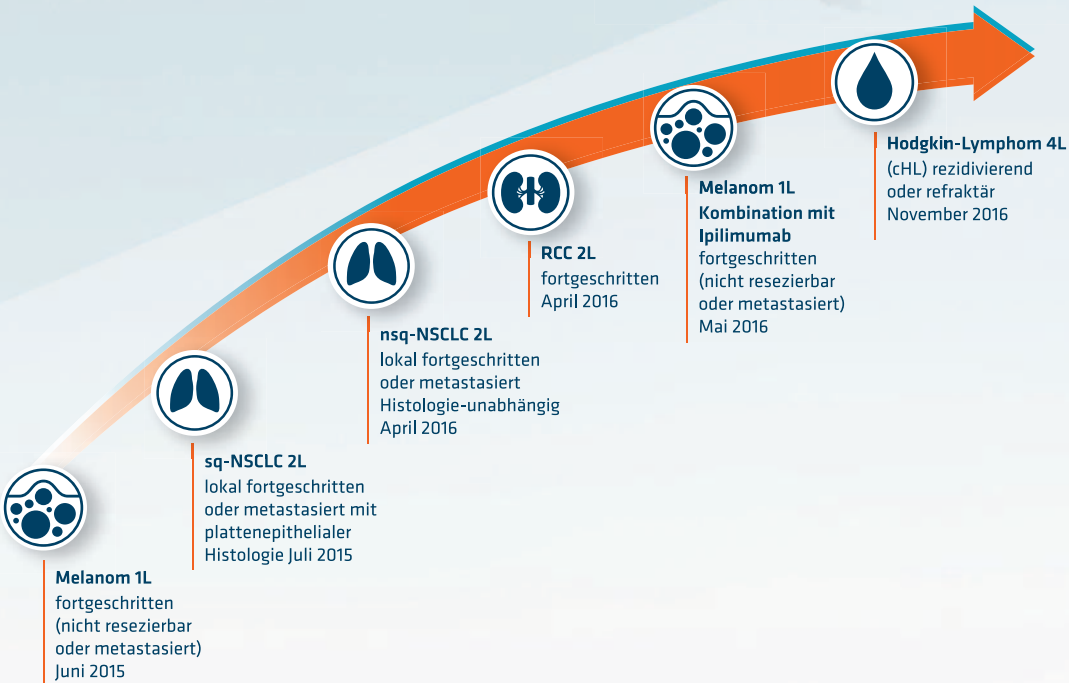 Melanom 1L
fortgeschritten
(nicht resezierbar
oder metastasiert)
Juni 2015
sq-NSCLC 2L
lokal fortgeschritten
oder metastasiert mit
plattenepithelialer
Histologie Juli 2015
nsq-NSCLC 2L
lokal fortgeschritten
oder metastasiert
Histologie-unabhängig
April 2016
RCC 2L
fortgeschritten
April 2016
Melanom 1L
Kombination mit
Ipilimumab
fortgeschritten
(nicht resezierbar
oder metastasiert)
Mai 2016
Hodgkin-Lymphom 4L
(cHL) rezidivierend
oder refraktär
November 2016